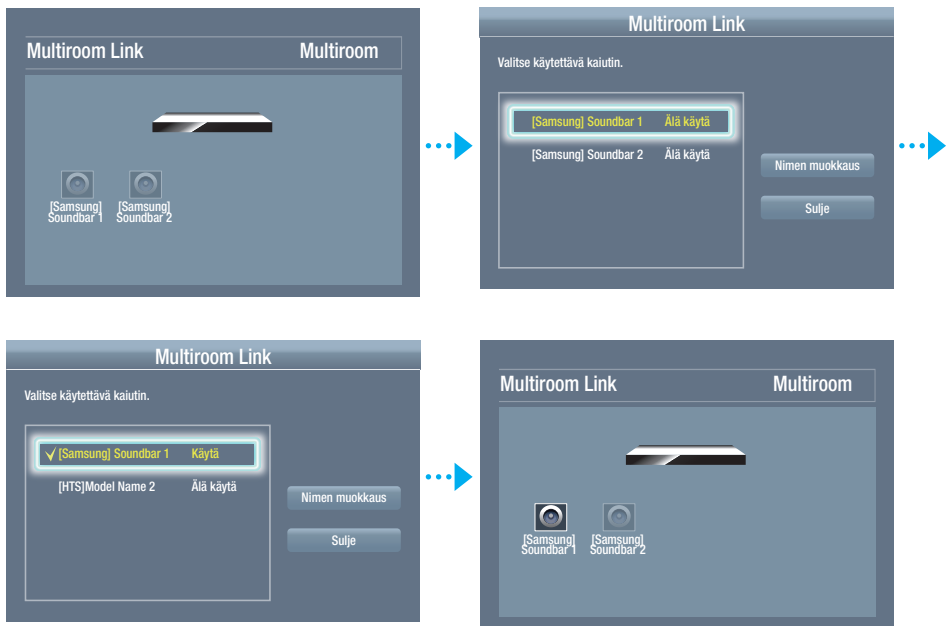 Multiroom Link Multiroom
[Samsung] Soundbar 1
[Samsung] Soundbar 2
Multiroom Link
Valitse käytettävä kaiutin.
[Samsung] Soundbar 1 Älä käytä
[Samsung] Soundbar 2 Älä käytä
Nimen muokkaus
Sulje
Multiroom Link
Valitse käytettävä kaiutin.
[Samsung] Soundbar 1 Käytä
[HTS]Model Name 2 Älä käytä
Nimen muokkaus
Sulje
Multiroom Link Multiroom
[Samsung] Soundbar 1
[Samsung] Soundbar 2